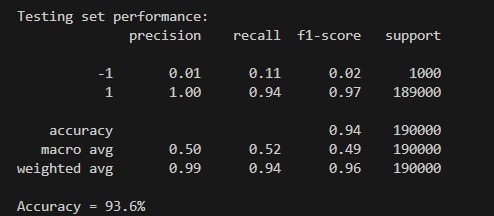 Testing set performance:
precision recall f1-score support
-1 0.01 0.11 0.02 1000
1 1.00 0.94 0.97 189000
accuracy 0.94 190000
macro avg 0.50 0.52 0.49 190000
weighted avg 0.99 0.94 0.96 190000
Accuracy = 93.6%